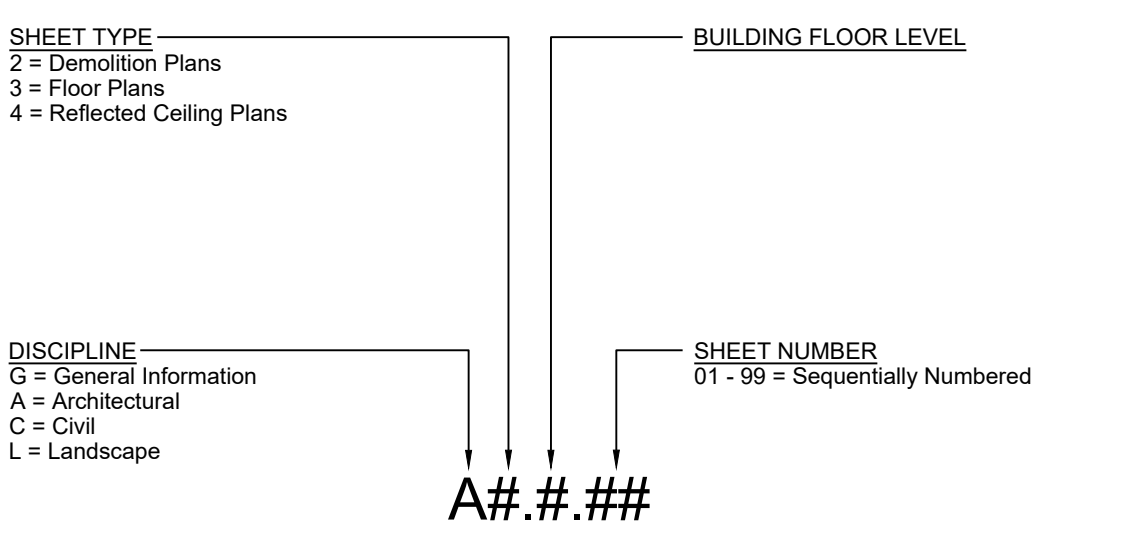 SHEET TYPE
2 = Demolition Plans
3 = Floor Plans
4 = Reflected Ceiling Plans
BUILDING FLOOR LEVEL
DISCIPLINE
G = General Information
A = Architectural
C = Civil
L = Landscape
SHEET NUMBER
01 - 99 = Sequentially Numbered
A#.#.##